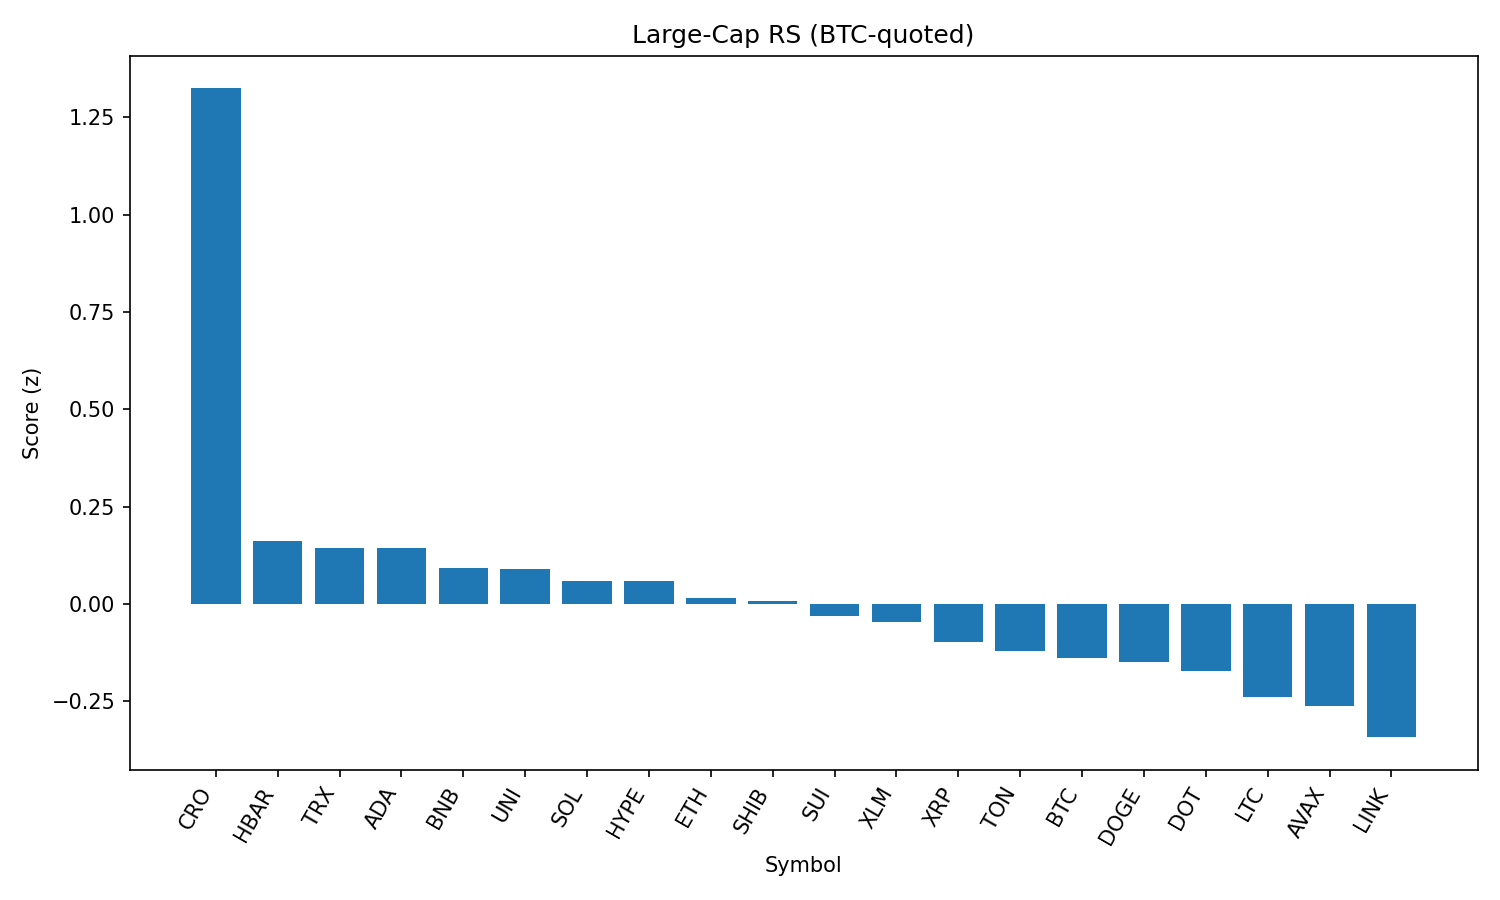 Large-Cap RS (BTC-quoted)
Score (z)
1.25
1.00
0.75
0.50
0.25
0.00
−0.25
CRO
HBAR
TRX
ADA
BNB
UNI
SOL
HYPE
ETH
SHIB
SUI
XLM
XRP
TON
BTC
DOGE
DOT
LTC
AVAX
LINK
Symbol